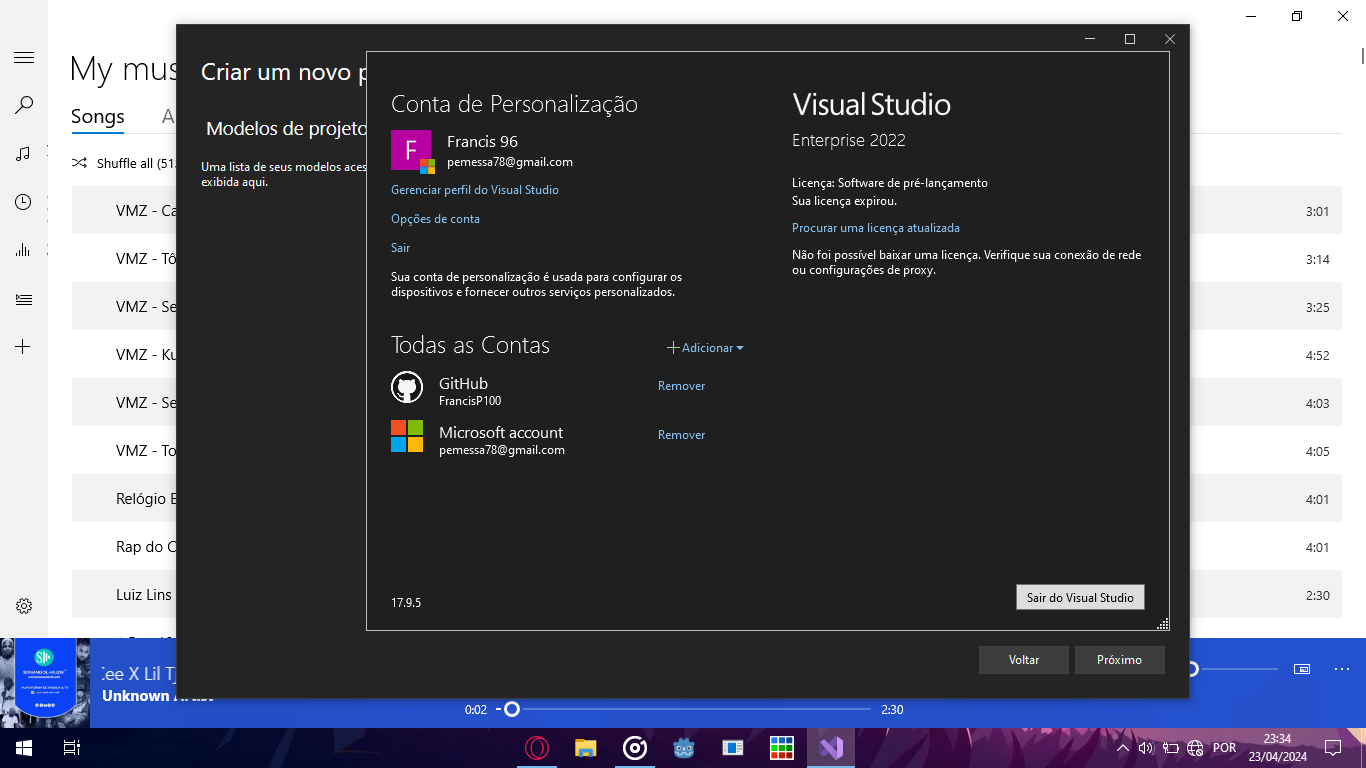 My mus
Songs
A
Shuffle all (51
VMZ - Ca
3:01
VMZ - Tô
3:14
VMZ - Se
3:25
VMZ - Ku
4:52
VMZ - Se
4:03
VMZ - To
4:05
Relógio E
4:01
Rap do C
4:01
Luiz Lins
2:30
Criar um novo p
Modelos de projeto
Uma lista de seus modelos aces
exibida aqui.
Conta de Personalização
F
Francis 96
pemessa78@gmail.com
Gerenciar perfil do Visual Studio
Opções de conta
Sair
Sua conta de personalização é usada para configurar os
dispositivos e fornecer outros serviços personalizados.
Todas as Contas
Adicionar
GitHub
FrancisP100
Remover
Microsoft account
pemessa78@gmail.com
Remover
17.9.5
Visual Studio
Enterprise 2022
Licença: Software de pré-lançamento
Sua licença expirou.
Procurar uma licença atualizada
Não foi possível baixar uma licença. Verifique sua conexão de rede
ou configurações de proxy.
Sair do Visual Studio
Voltar
Próximo
ee X Lil T
Unknown Artist
0:02
2:30
POR
23:34
23/04/2024